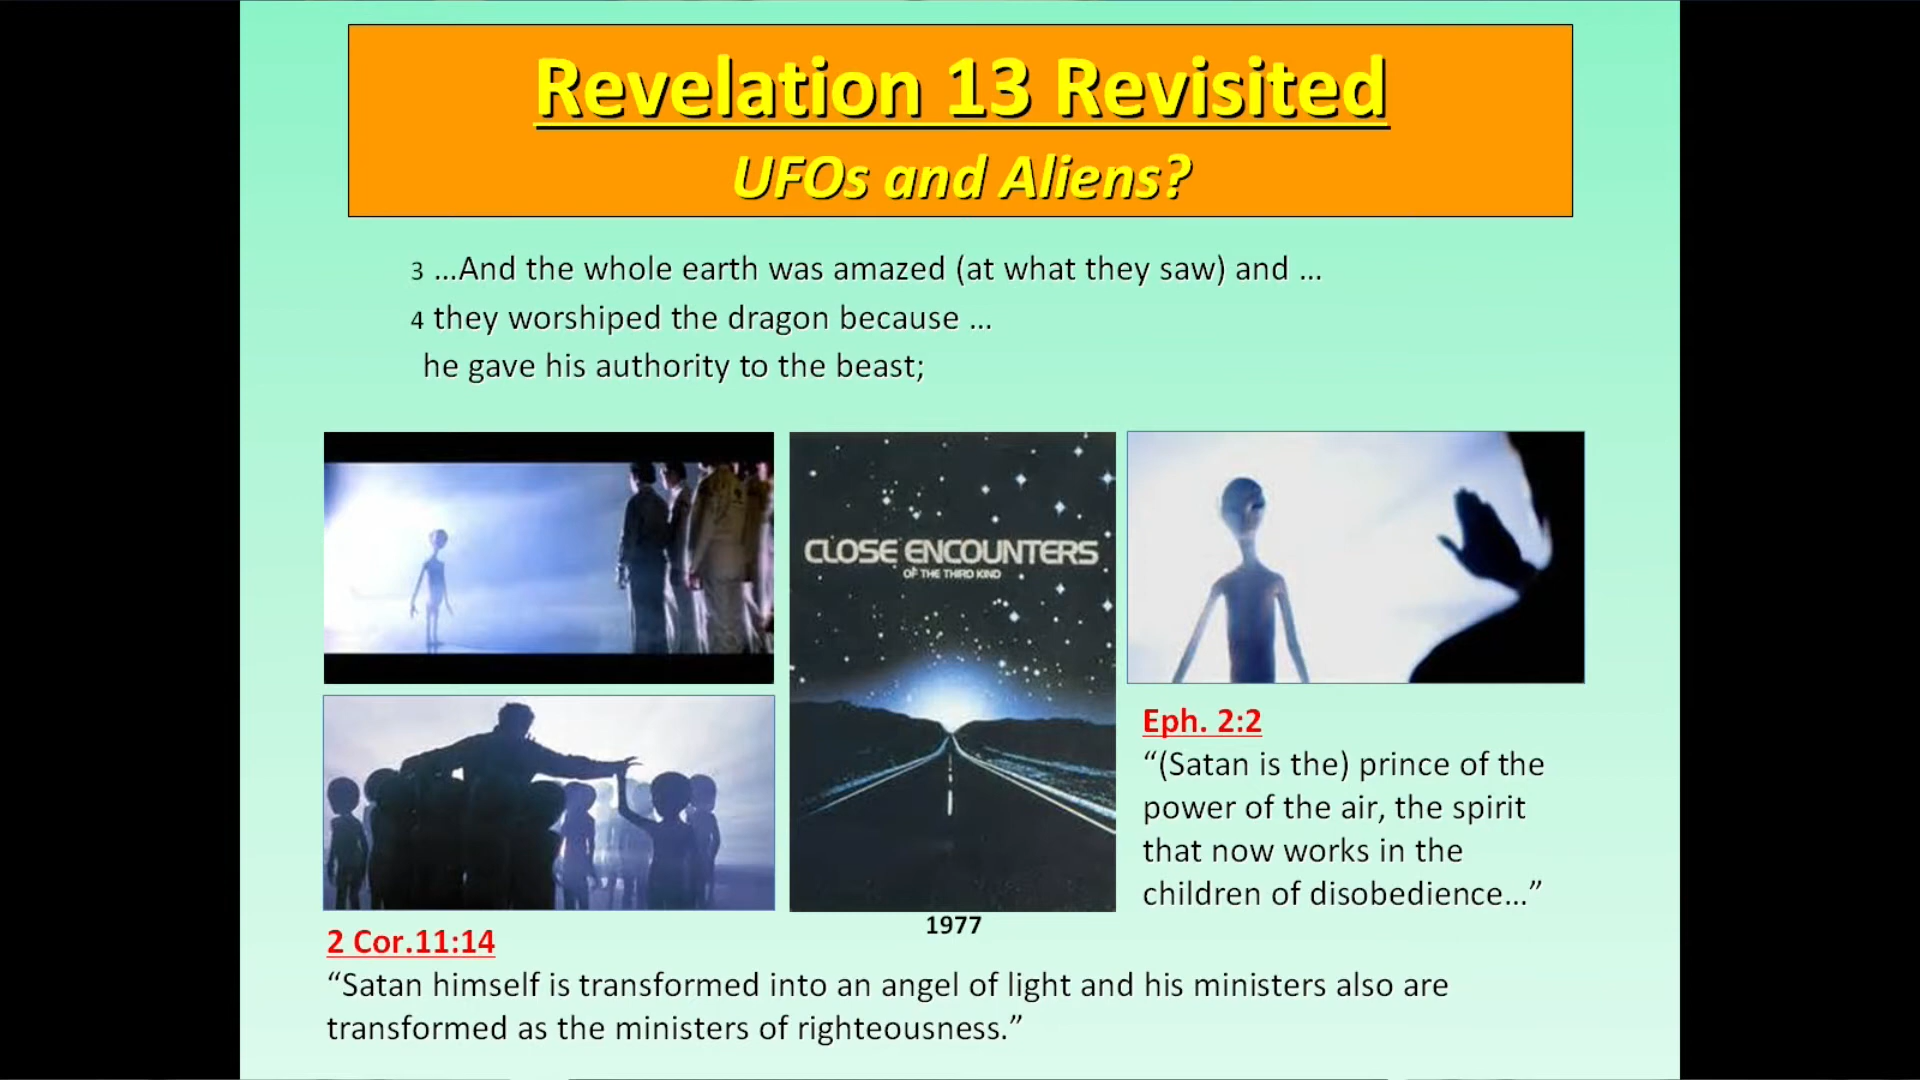 Revelation 13 Revisited
UFOs and Aliens?
3 ...And the whole earth was amazed (at what they saw) and ...
4 they worshiped the dragon because ...
he gave his authority to the beast;
CLOSE ENCOUNTERS
OF THE THIRD KIND
1977
Eph. 2:2
“(Satan is the) prince of the
power of the air, the spirit
that now works in the
children of disobedience...”
2 Cor.11:14
“Satan himself is transformed into an angel of light and his ministers also are
transformed as the ministers of righteousness.”